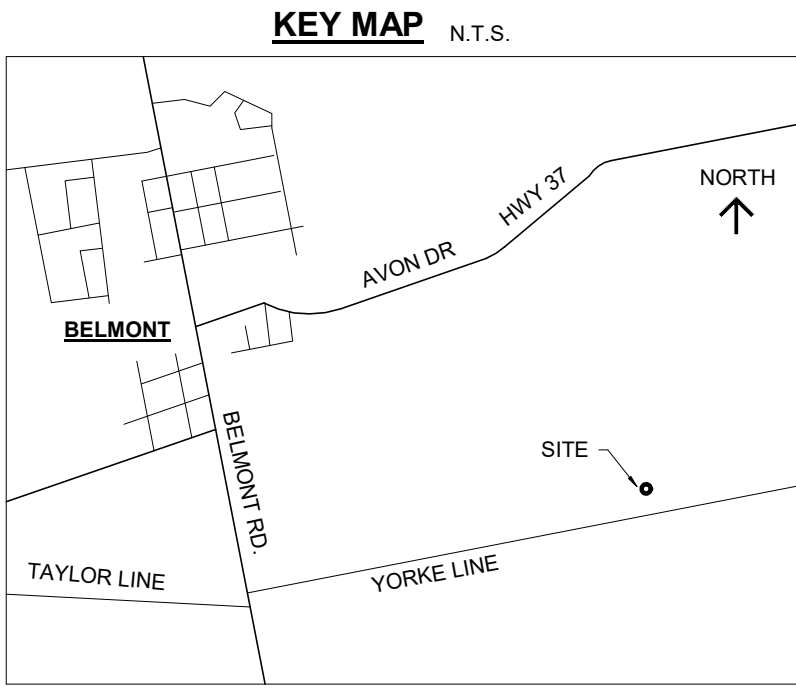 KEY MAP N.T.S.
NORTH
HWY 37
AVON DR
BELMONT
BELMONT RD.
SITE
TAYLOR LINE
YORKE LINE